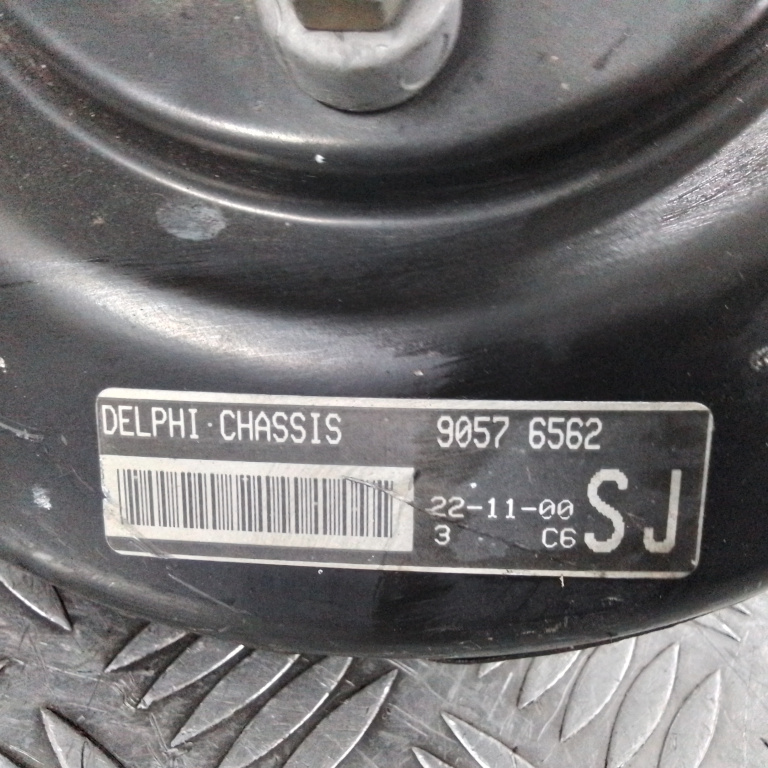 DELPHI·CHASSIS 9057 6562
22-11-00
3 C6 SJ